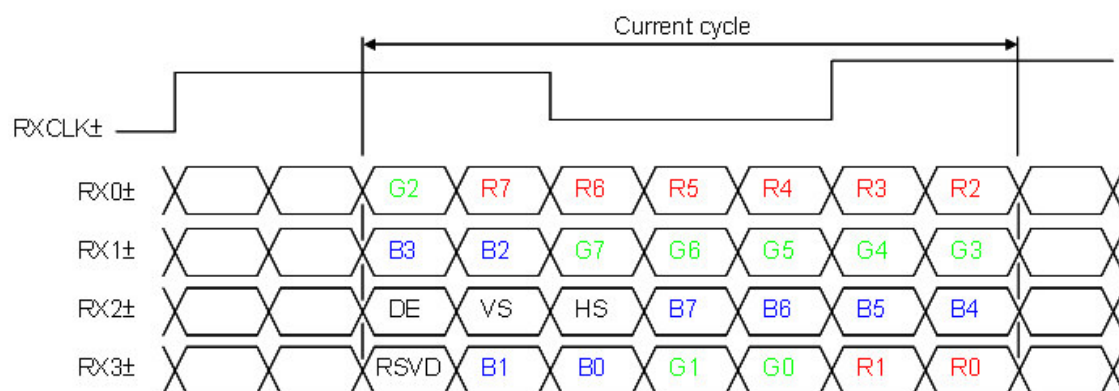 Current cycle
RXCLK±
RX0± G2 R7 R6 R5 R4 R3 R2
RX1± B3 B2 G7 G6 G5 G4 G3
RX2± DE VS HS B7 B6 B5 B4
RX3± RSVD B1 B0 G1 G0 R1 R0